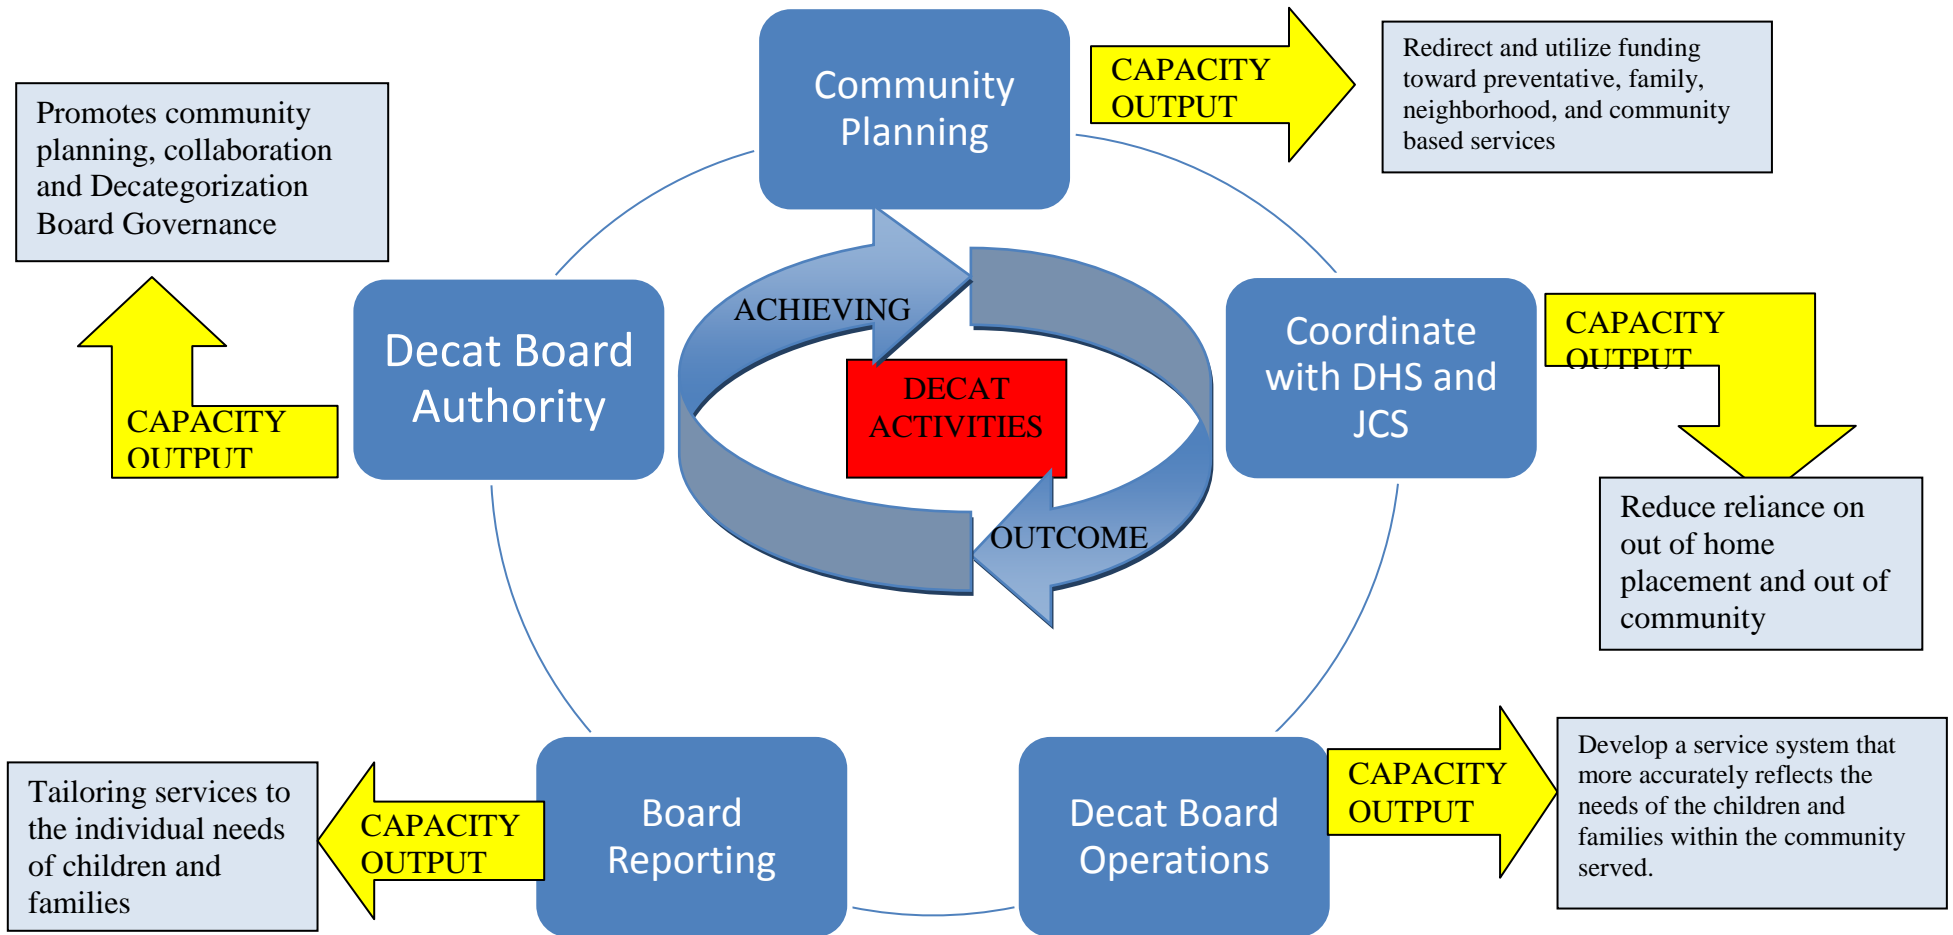 Community
Planning
CAPACITY
OUTPUT
Redirect and utilize funding
toward preventative, family,
neighborhood, and community
based services
Promotes community
planning, collaboration
and Decategorization
Board Governance
Decat Board
Authority
CAPACITY
OUTPUT
ACHIEVING
DECAT
ACTIVITIES
OUTCOME
Coordinate
with DHS and
JCS
CAPACITY
OUTPUT
Reduce reliance on
out of home
placement and out of
community
Tailoring services to
the individual needs
of children and
families
CAPACITY
OUTPUT
Board
Reporting
Decat Board
Operations
CAPACITY
OUTPUT
Develop a service system that
more accurately reflects the
needs of the children and
families within the community
served.